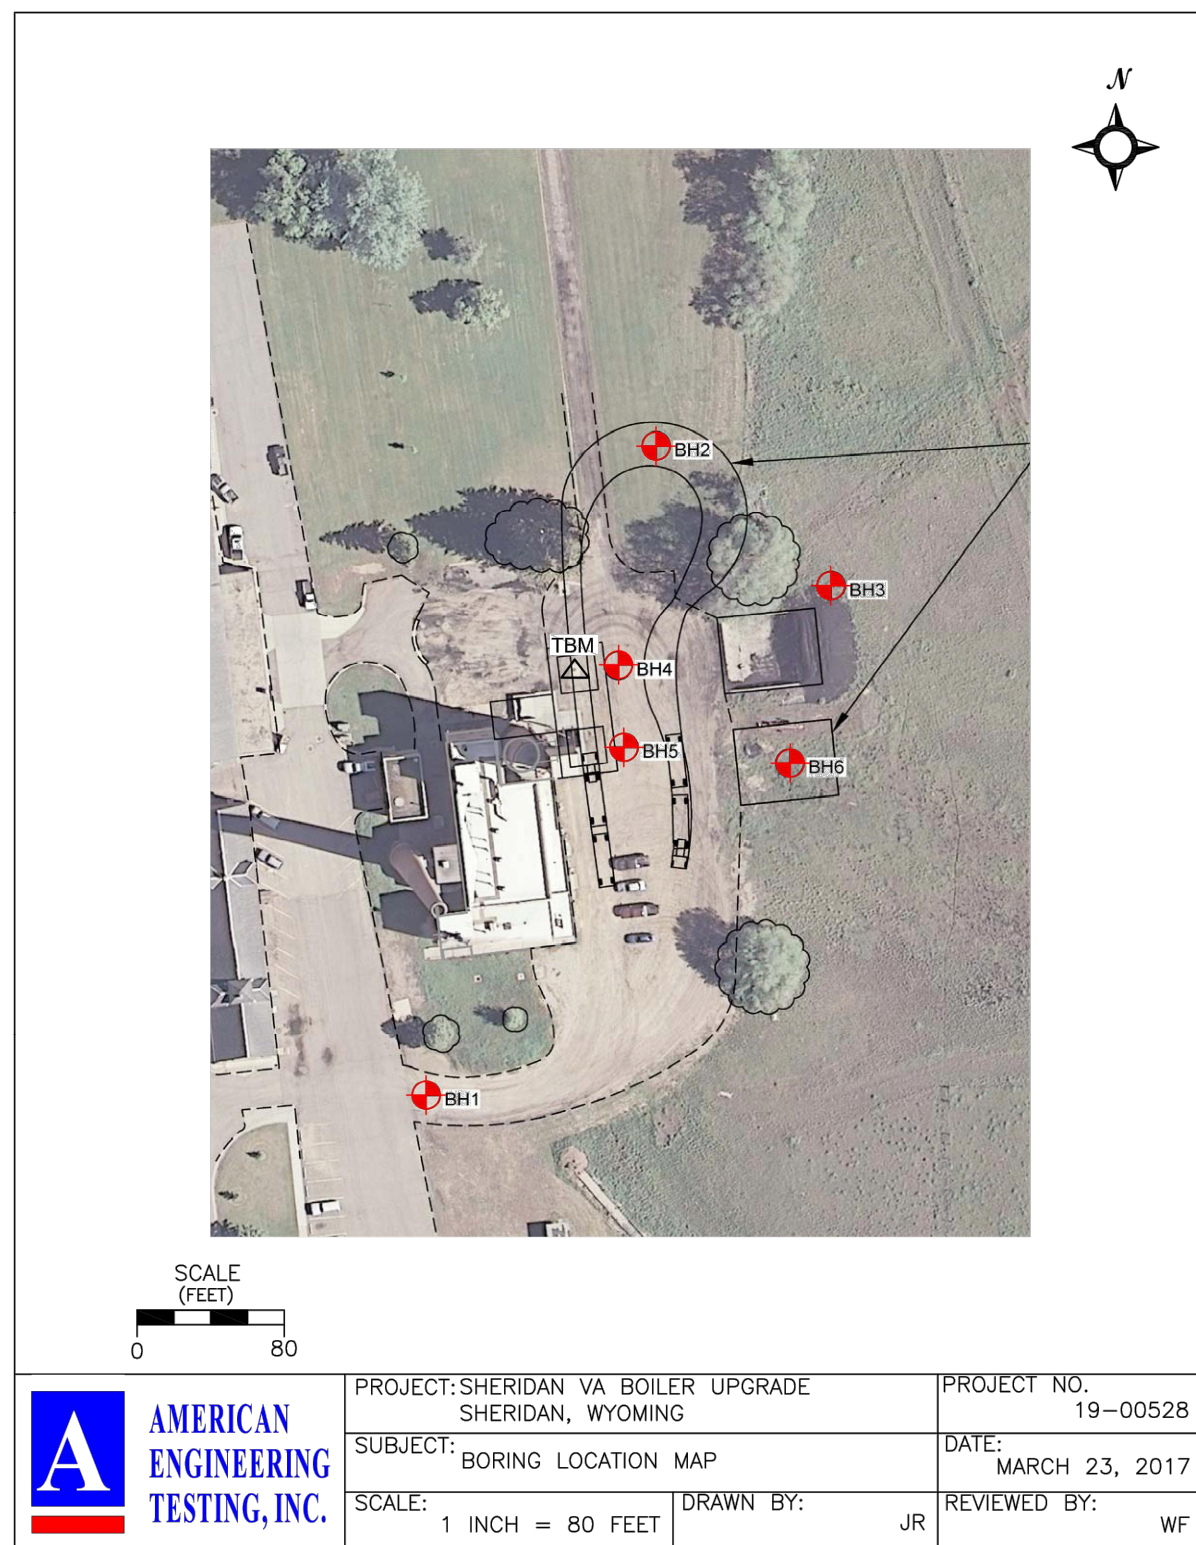 N
BH2
BH3
TBM
BH4
BH5
BH6
BH1
SCALE
(FEET)
0 80
A
AMERICAN
ENGINEERING
TESTING, INC.
PROJECT: SHERIDAN VA BOILER UPGRADE
SHERIDAN, WYOMING
PROJECT NO.
19-00528
SUBJECT:
BORING LOCATION MAP
DATE:
MARCH 23, 2017
SCALE:
1 INCH = 80 FEET
DRAWN BY:
JR
REVIEWED BY:
WF